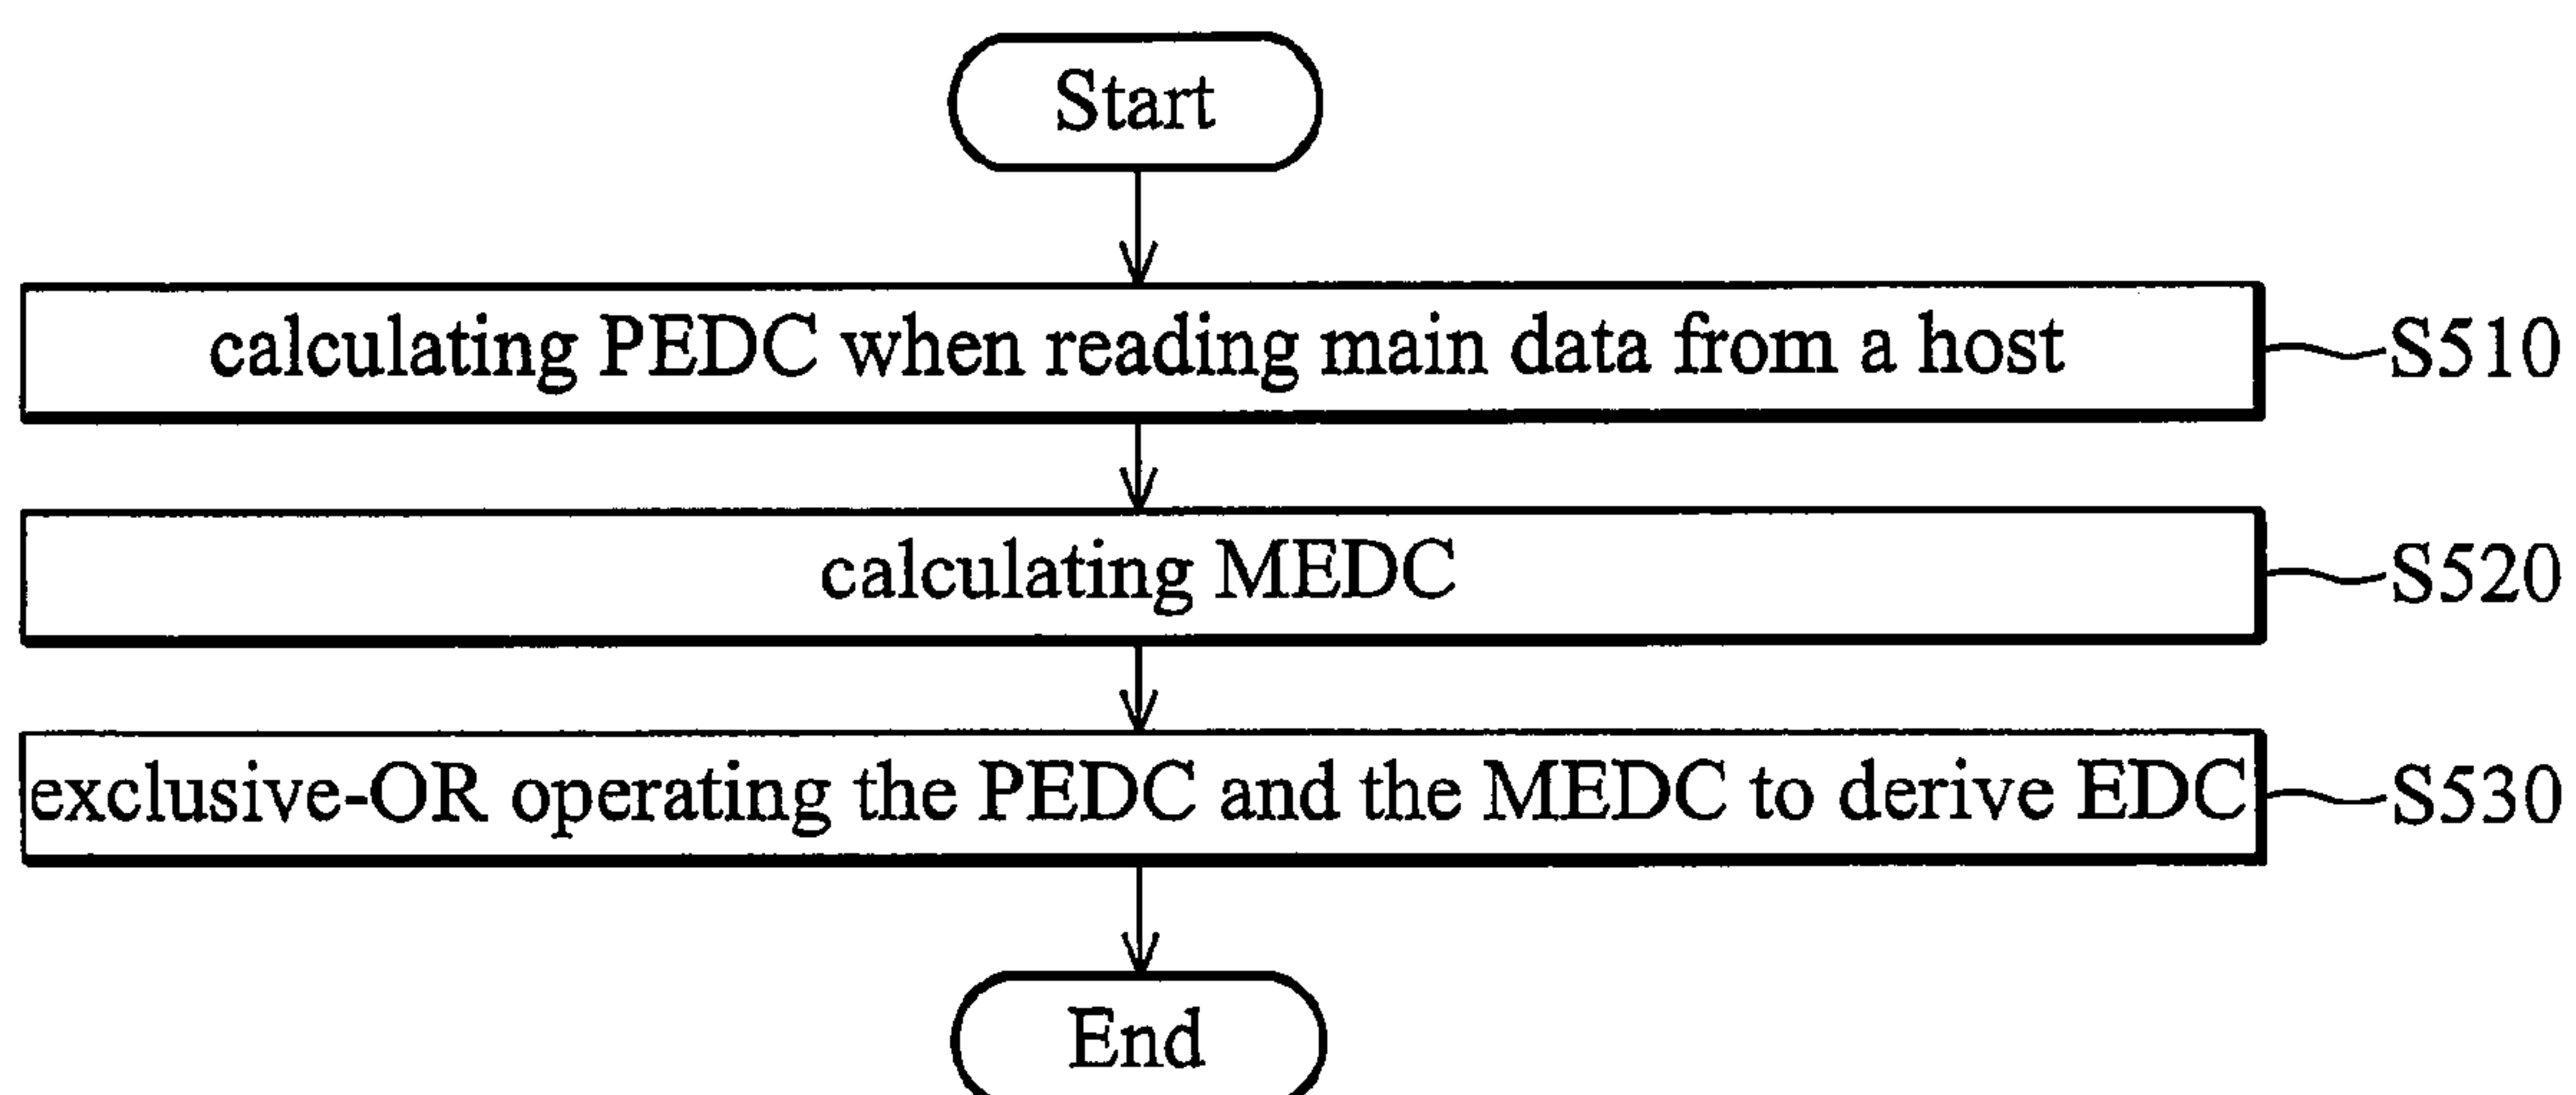 Start
calculating PEDC when reading main data from a host
S510
calculating MEDC
S520
exclusive-OR operating the PEDC and the MEDC to derive EDC
S530
End